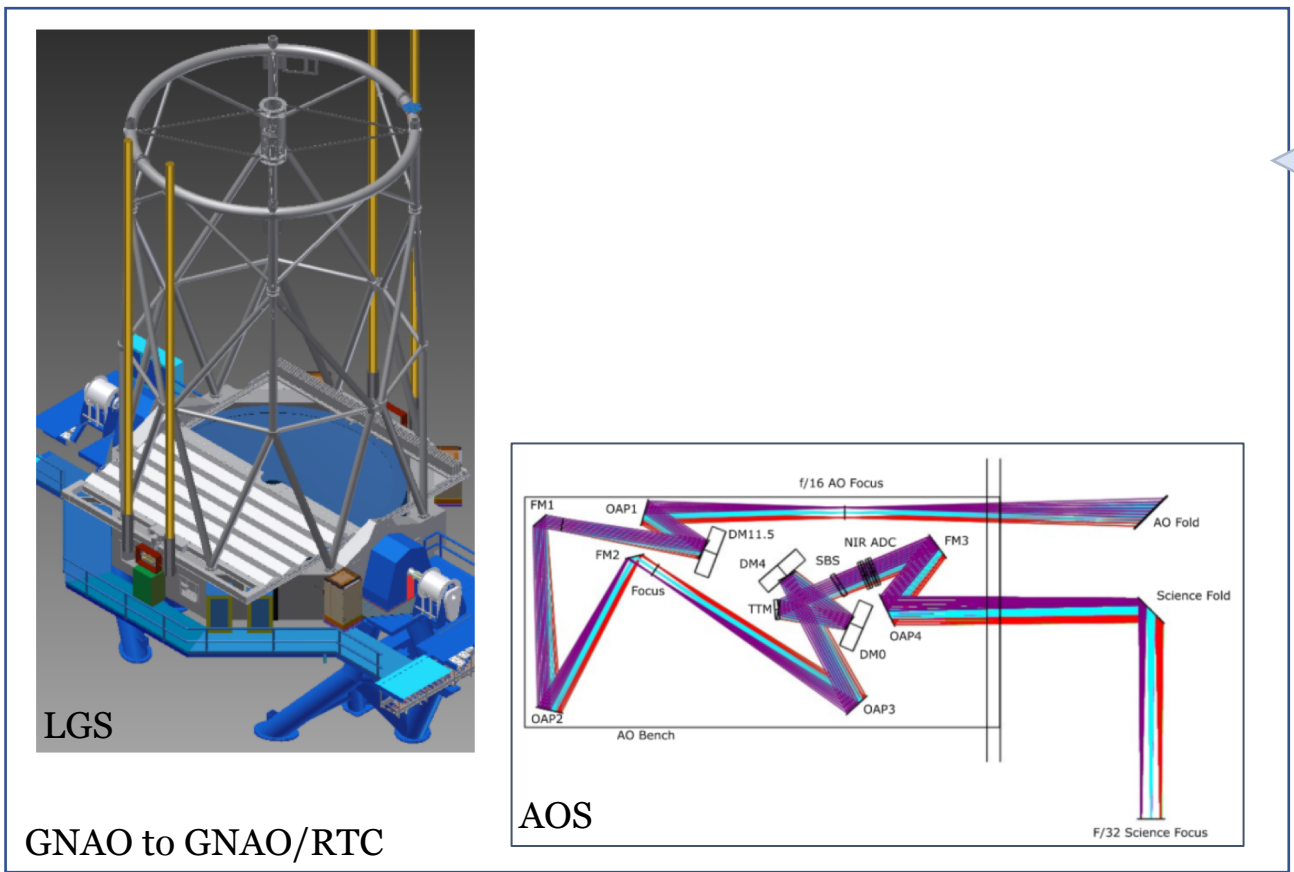 LGS
GNAO to GNAO/RTC
f/16 AO Focus
AO Fold
FM1
OAP1
DM11.5
FM2
Focus
DM4
SBS
NIR ADC
FM3
TTM
DM0
OAP4
Science Fold
OAP2
OAP3
AO Bench
AOS
F/32 Science Focus